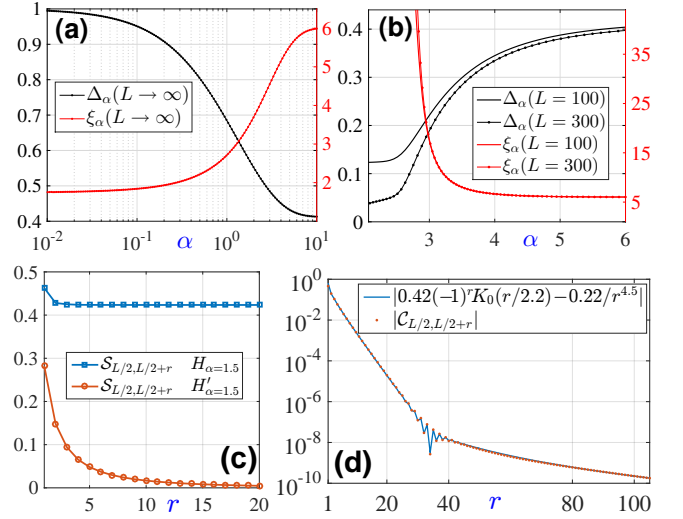 (a)
1
0.9
0.8
0.7
0.6
0.5
0.4
Δ_α(L → ∞)
ξ_α(L → ∞)
6
5
4
3
2
10^{-2} 10^{-1} 10^{0} 10^{1}
α
(b)
0.4
0.3
0.2
0.1
0
Δ_α(L = 100)
Δ_α(L = 300)
ξ_α(L = 100)
ξ_α(L = 300)
45
35
25
15
5
3 4 5 6
α
(c)
0.5
0.4
0.3
0.2
0.1
0
S_{L/2,L/2+r} H_{α=1.5}
S_{L/2,L/2+r} H'_{α=1.5}
5 10 15 20
r
(d)
10^{0}
10^{-2}
10^{-4}
10^{-6}
10^{-8}
10^{-10}
|0.42(−1)^r K_0(r/2.2)−0.22/r^{4.5}|
|C_{L/2,L/2+r}|
1 20 40 60 80 100
r